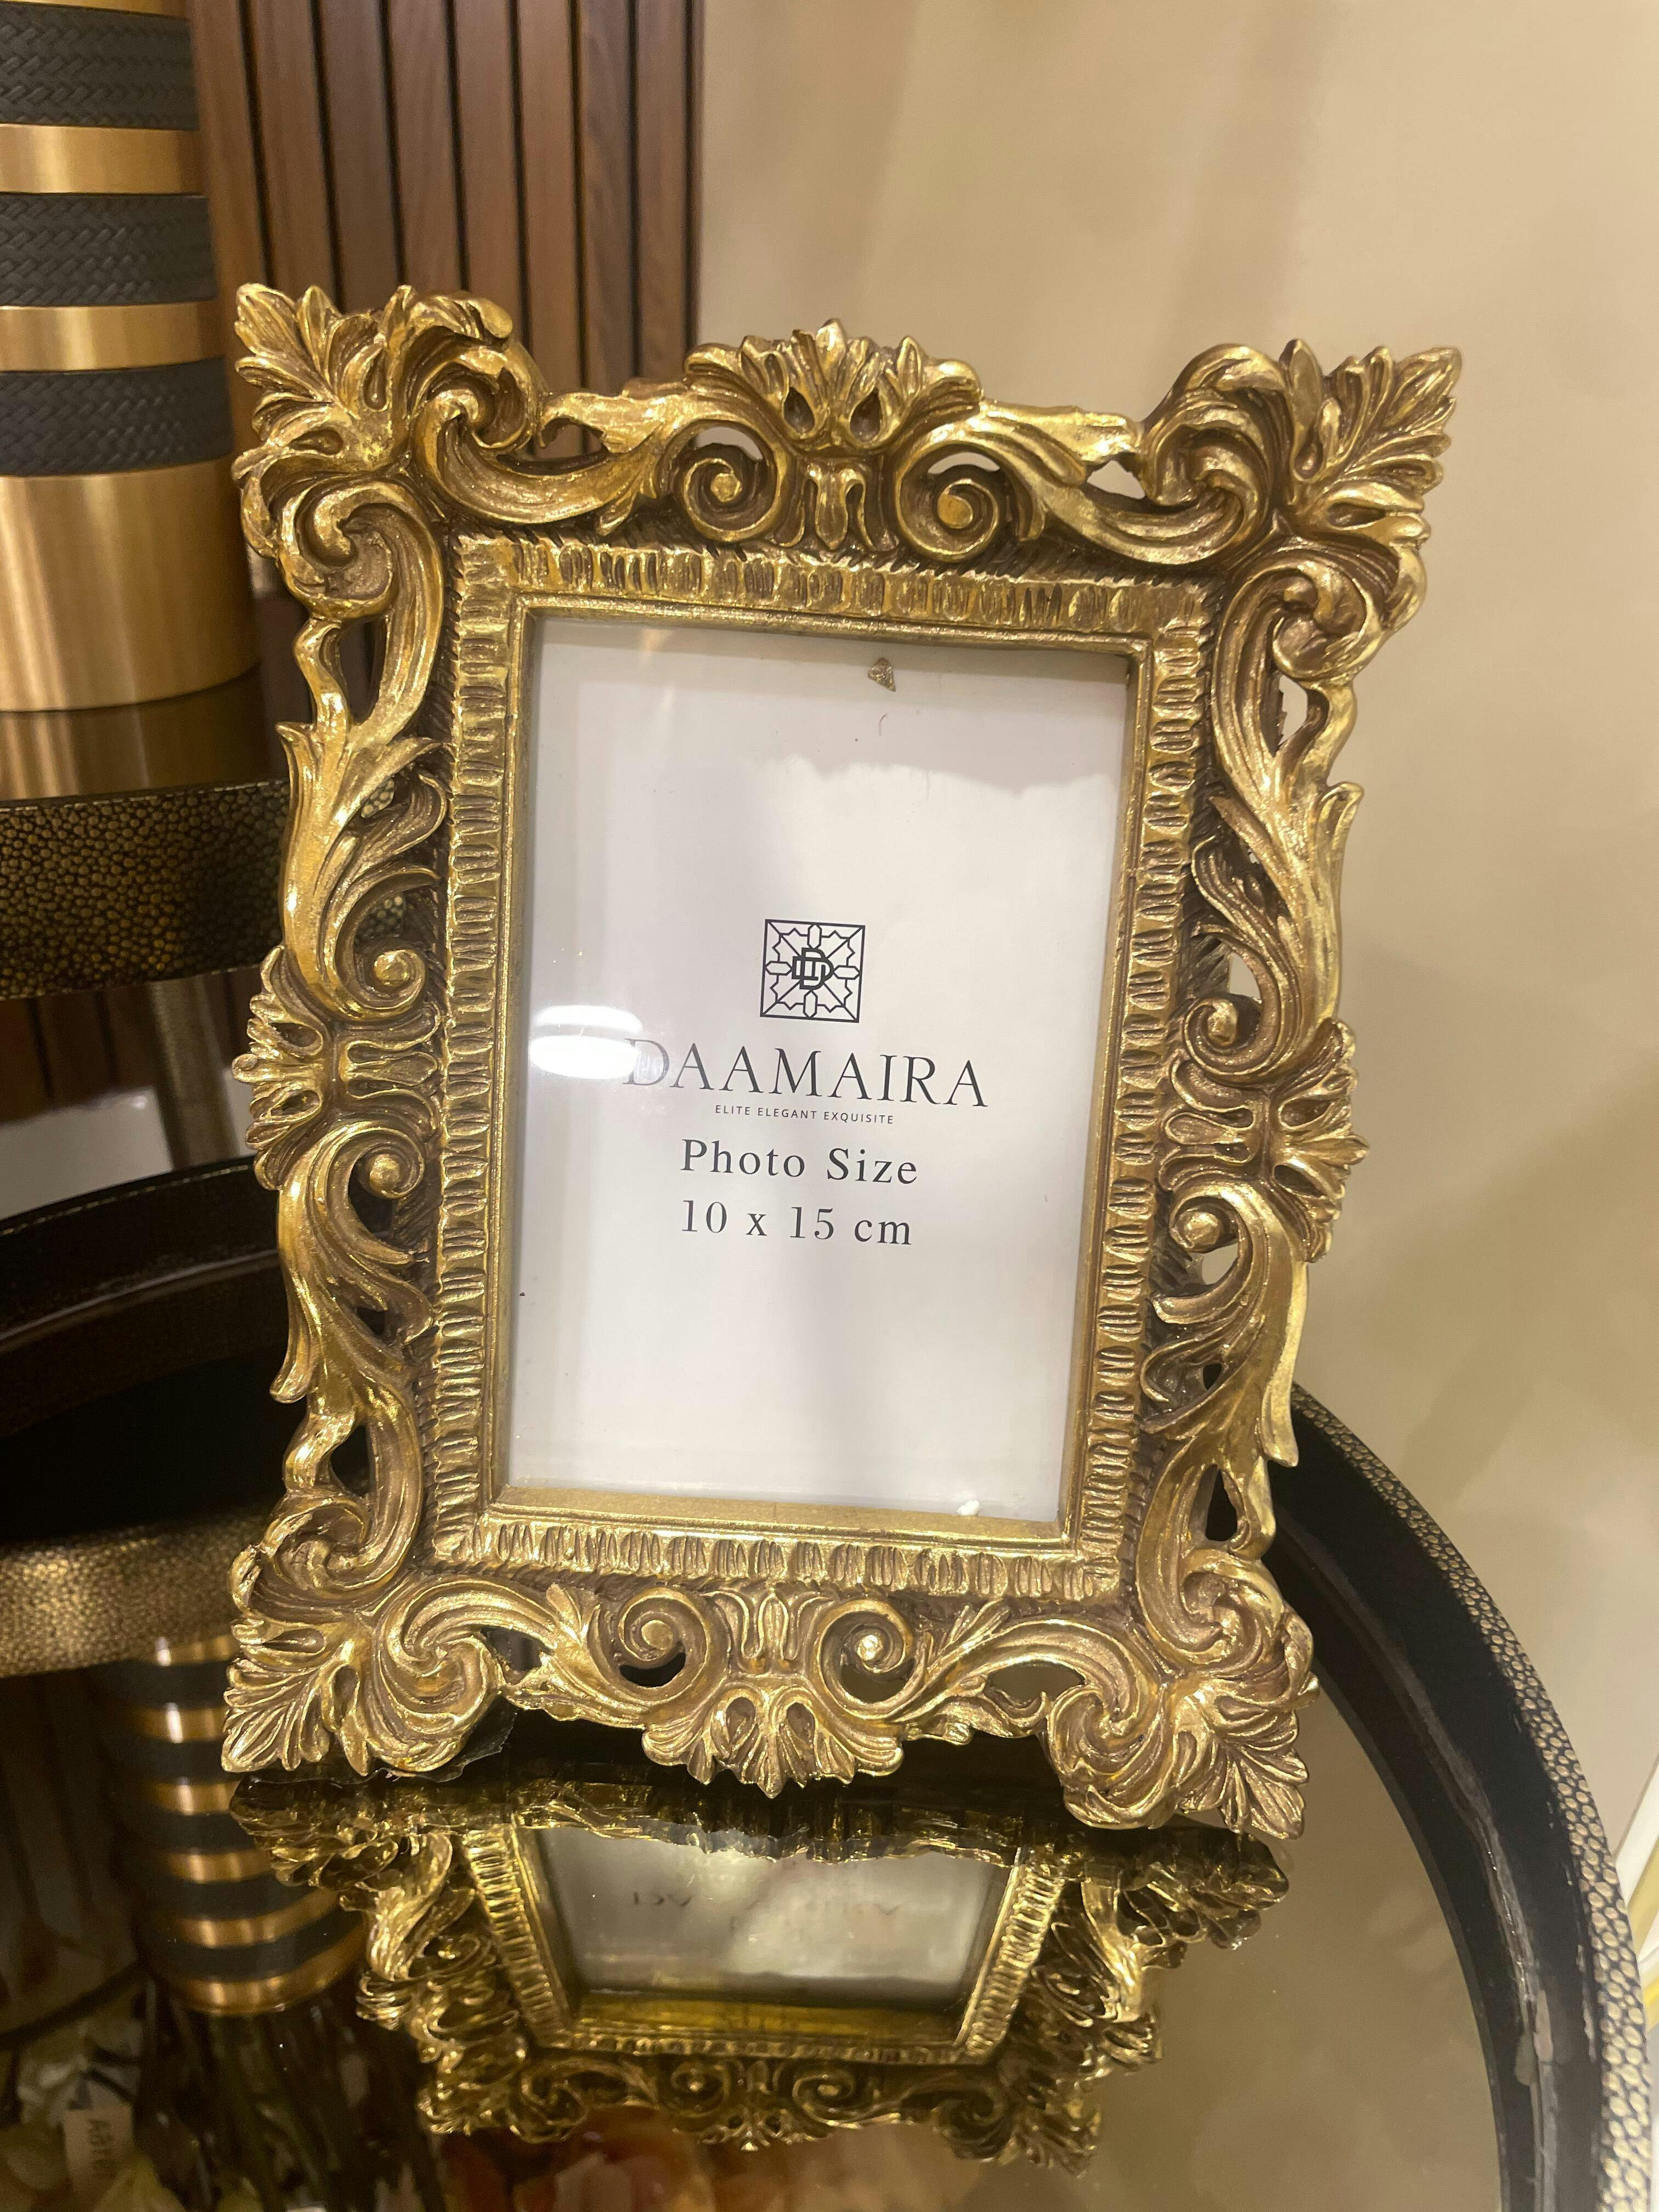 DAAMAIRA
ELITE ELEGANT EXQUISITE
Photo Size
10 x 15 cm